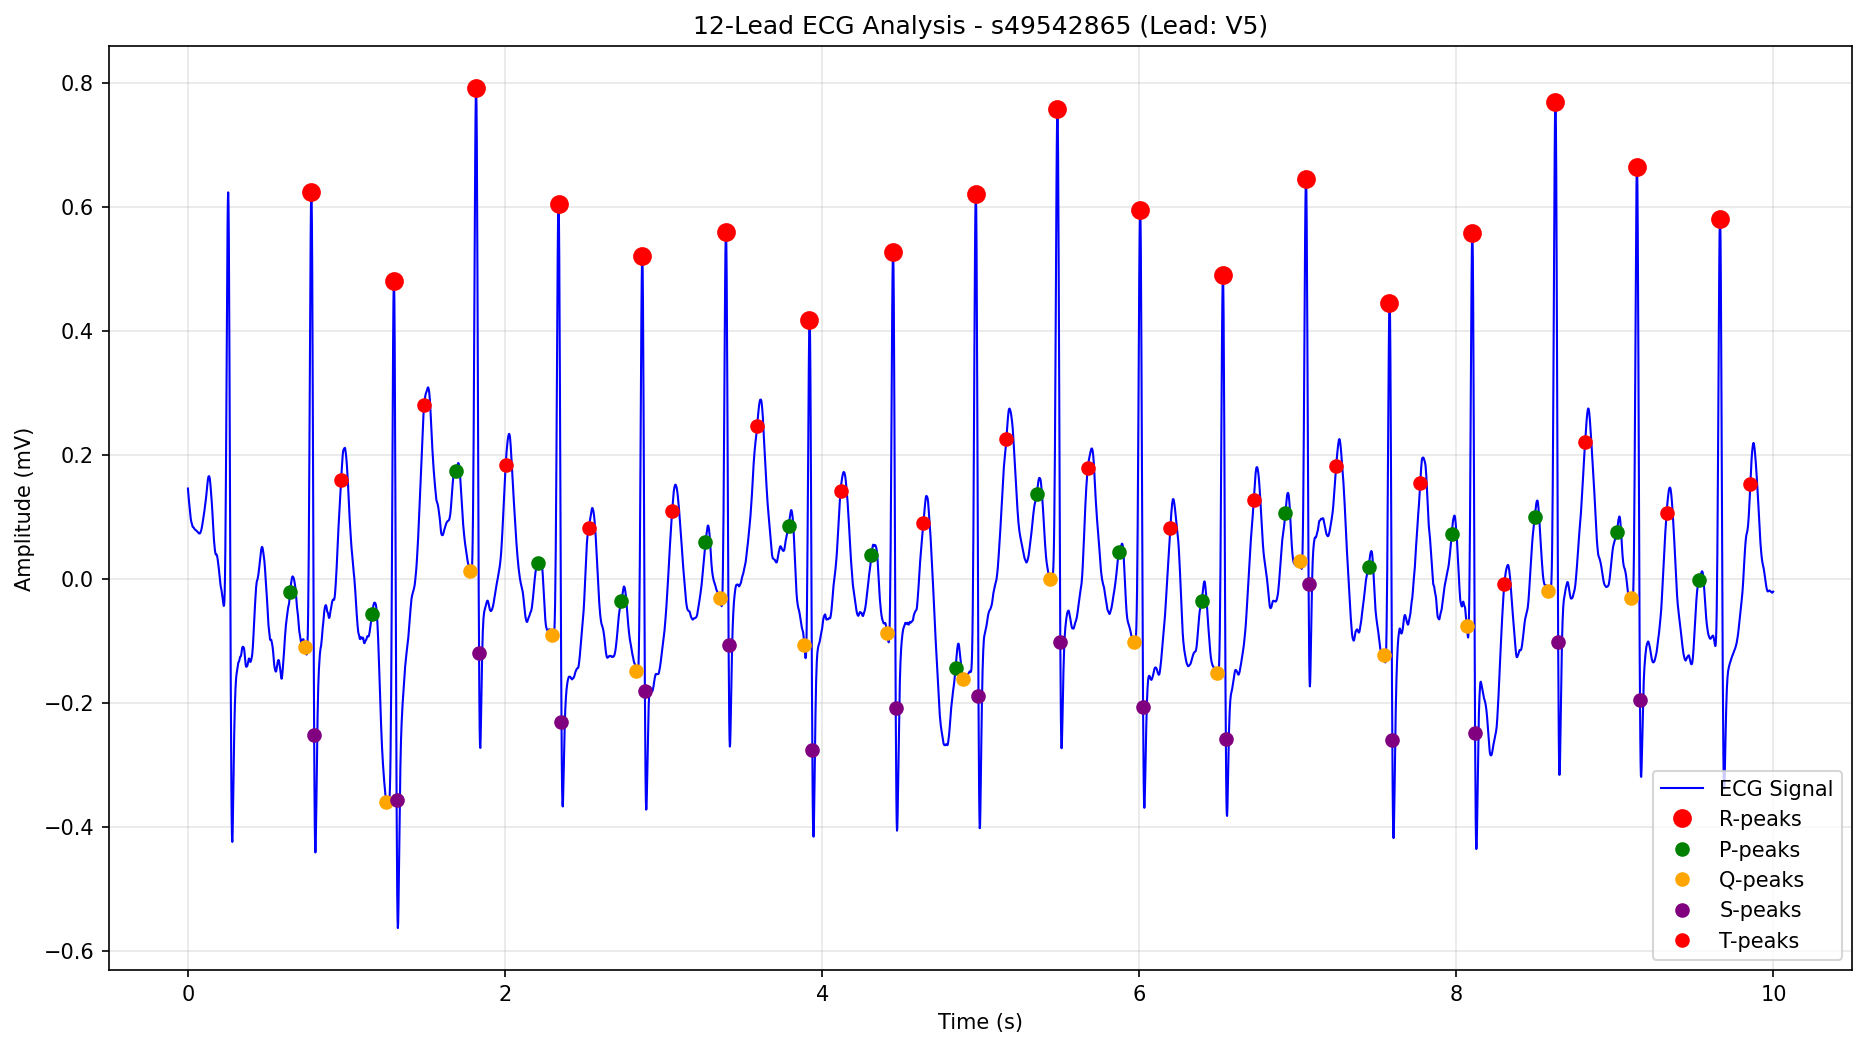 12-Lead ECG Analysis - s49542865 (Lead: V5)
Amplitude (mV)
0.8
0.6
0.4
0.2
0.0
−0.2
−0.4
−0.6
ECG Signal
R-peaks
P-peaks
Q-peaks
S-peaks
T-peaks
0 2 4 6 8 10
Time (s)